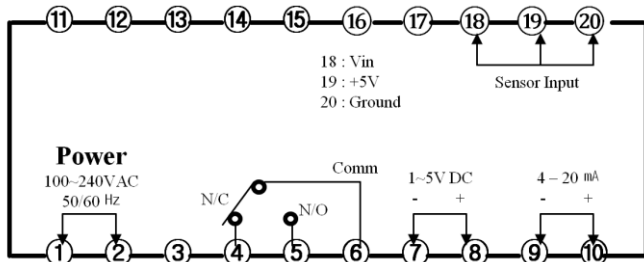 11 12 13 14 15 16 17 18 19 20
18 : Vin
19 : +5V
20 : Ground
Sensor Input
Power
100~240VAC
50/60 Hz
N/C
N/O
Comm
1~5V DC
- +
4 – 20 mA
- +
1 2 3 4 5 6 7 8 9 10